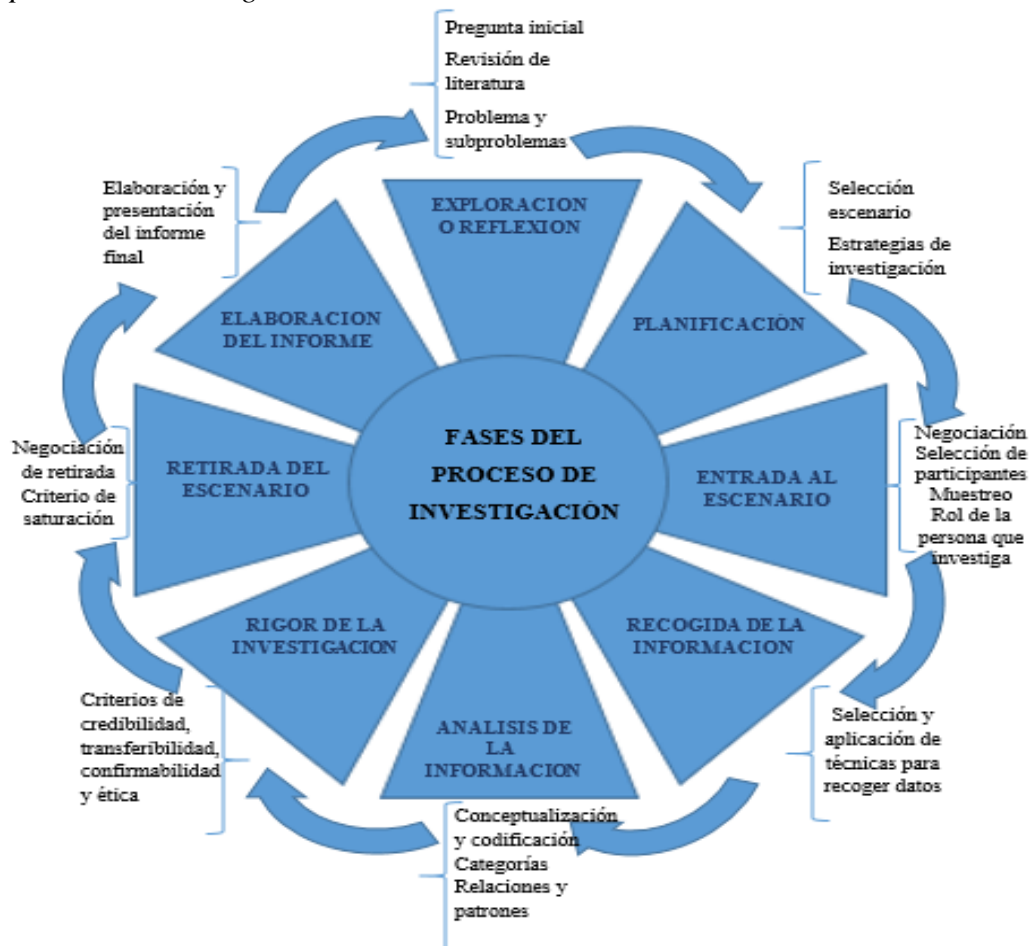 Pregunta inicial
Revisión de
literatura
Problema y
subproblemas
EXPLORACION
O REFLEXION
Selección
escenario
Estrategias de
investigación
PLANIFICACIÓN
Negociación
Selección de
participantes
Muestreo
Rol de la
persona que
investiga
ENTRADA AL
ESCENARIO
Selección y
aplicación de
técnicas para
recoger datos
RECOGIDA DE LA
INFORMACION
Conceptualización
y codificación
Categorías
Relaciones y
patrones
ANALISIS DE
LA
INFORMACION
Criterios de
credibilidad,
transferibilidad,
confirmabilidad
y ética
RIGOR DE LA
INVESTIGACION
Negociación
de retirada
Criterio de
saturación
RETIRADA DEL
ESCENARIO
Elaboración y
presentación
del informe
final
ELABORACION
DEL INFORME
FASES DEL
PROCESO DE
INVESTIGACIÓN